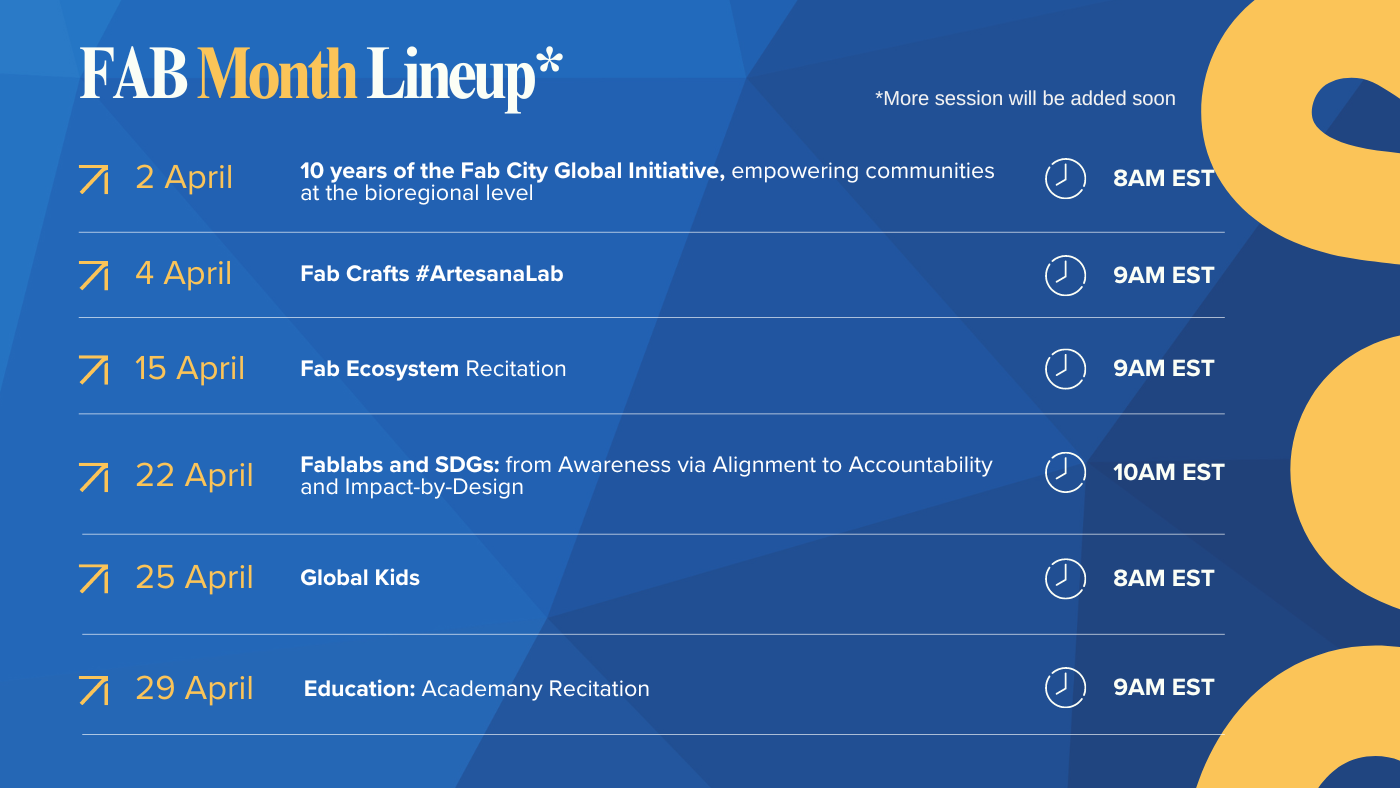 FAB Month Lineup*
*More session will be added soon
2 April
10 years of the Fab City Global Initiative, empowering communities
at the bioregional level
8AM EST
4 April
Fab Crafts #ArtesanaLab
9AM EST
15 April
Fab Ecosystem Recitation
9AM EST
22 April
Fablabs and SDGs: from Awareness via Alignment to Accountability
and Impact-by-Design
10AM EST
25 April
Global Kids
8AM EST
29 April
Education: Academany Recitation
9AM EST